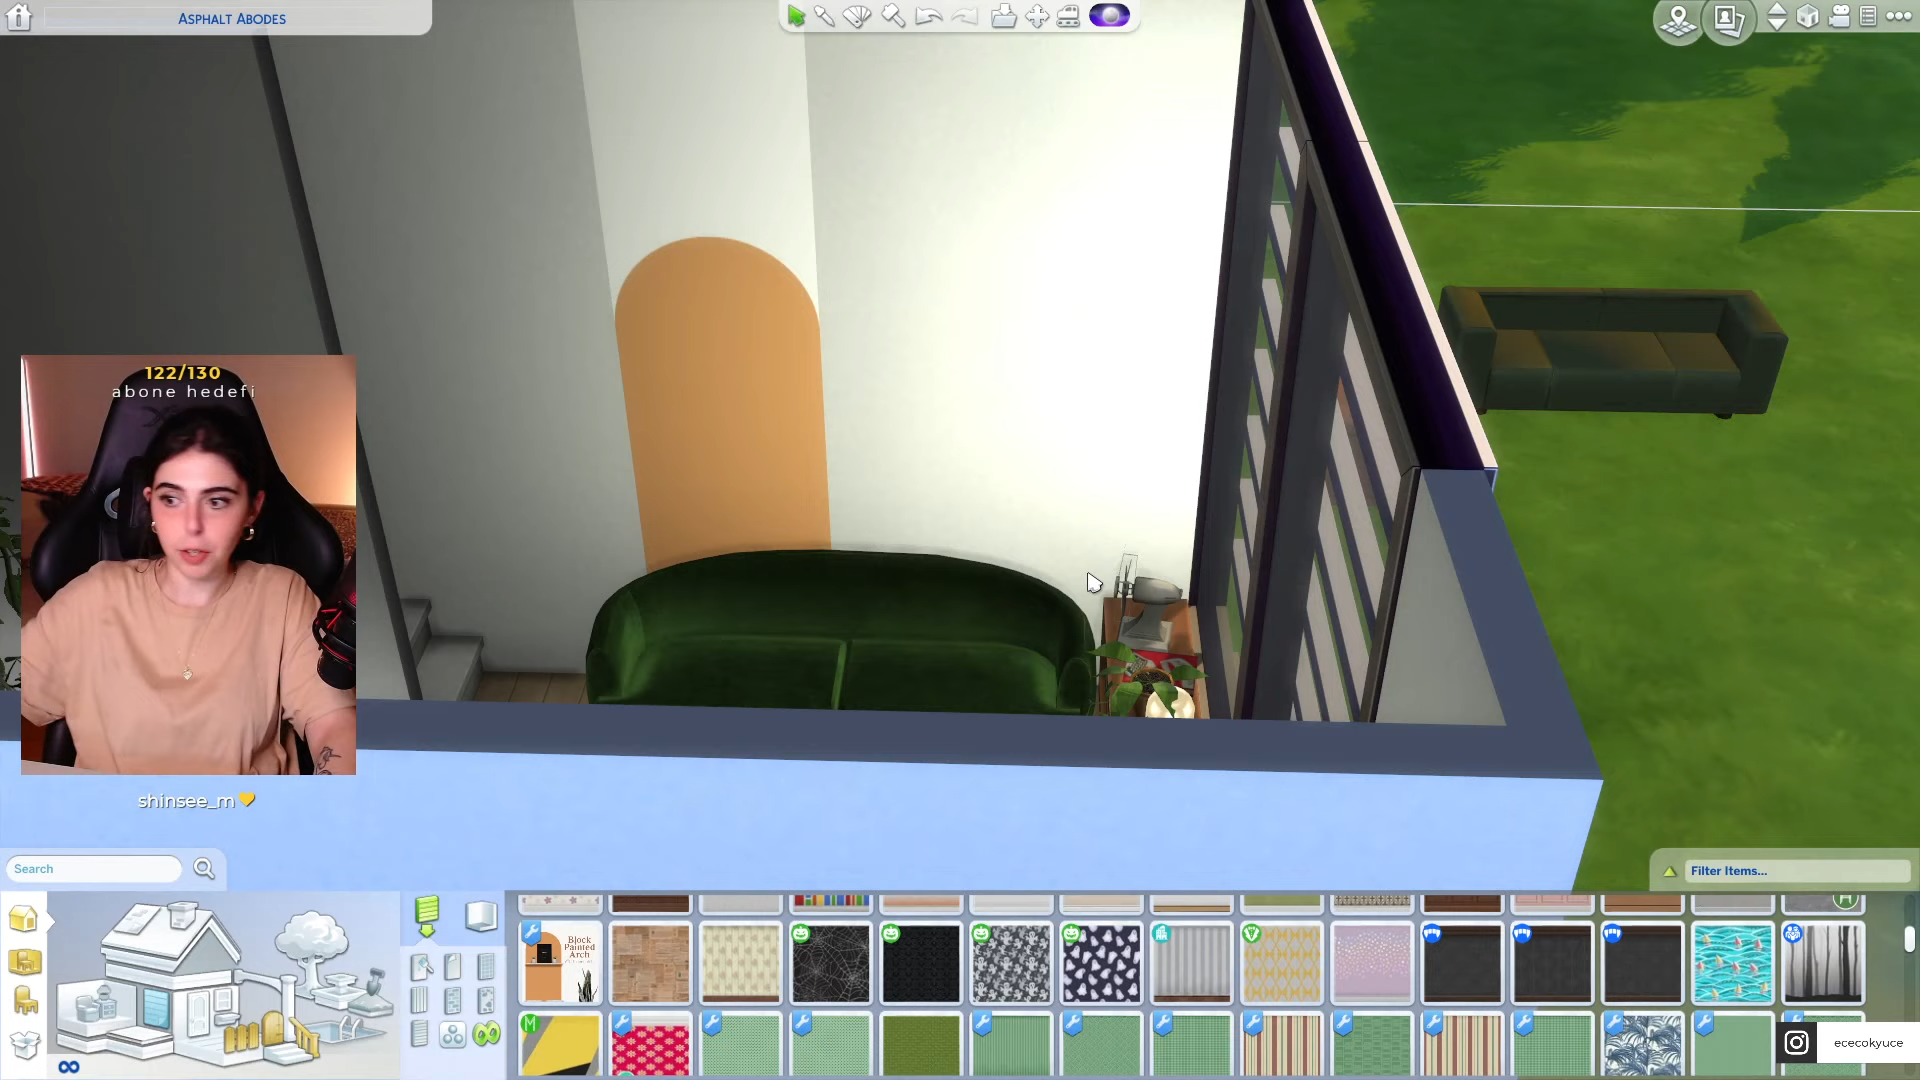 Asphalt Abodes
122/130
abone hedefi
shinsee_m
Search
Filter Items...
Block
Painted
Arch
M
ececokyuce